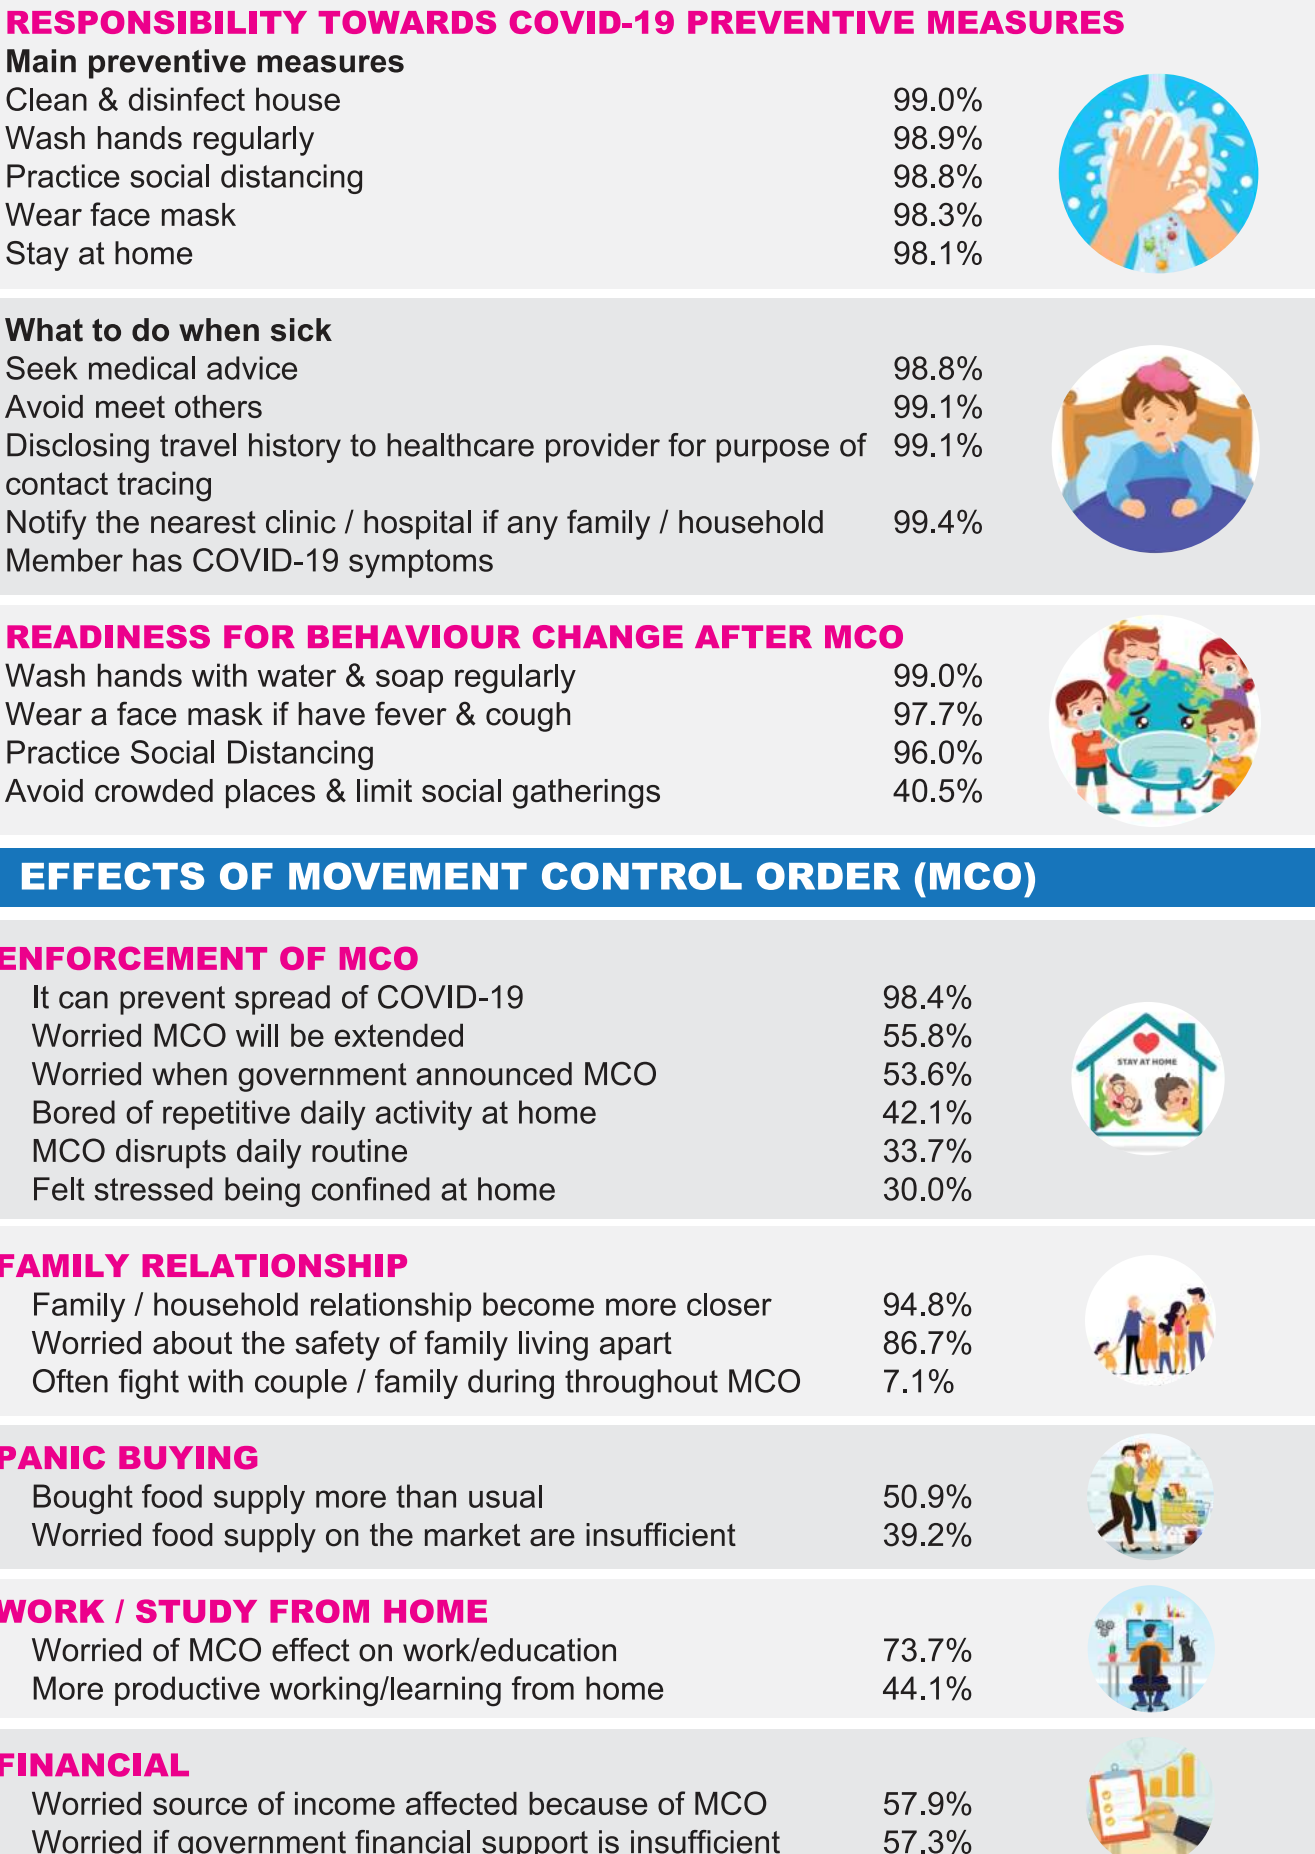 RESPONSIBILITY TOWARDS COVID-19 PREVENTIVE MEASURES
Main preventive measures
Clean & disinfect house 99.0%
Wash hands regularly 98.9%
Practice social distancing 98.8%
Wear face mask 98.3%
Stay at home 98.1%
What to do when sick
Seek medical advice 98.8%
Avoid meet others 99.1%
Disclosing travel history to healthcare provider for purpose of 99.1%
contact tracing
Notify the nearest clinic / hospital if any family / household 99.4%
Member has COVID-19 symptoms
READINESS FOR BEHAVIOUR CHANGE AFTER MCO
Wash hands with water & soap regularly 99.0%
Wear a face mask if have fever & cough 97.7%
Practice Social Distancing 96.0%
Avoid crowded places & limit social gatherings 40.5%
EFFECTS OF MOVEMENT CONTROL ORDER (MCO)
ENFORCEMENT OF MCO
It can prevent spread of COVID-19 98.4%
Worried MCO will be extended 55.8%
Worried when government announced MCO 53.6%
STAY AT HOME
Bored of repetitive daily activity at home 42.1%
MCO disrupts daily routine 33.7%
Felt stressed being confined at home 30.0%
FAMILY RELATIONSHIP
Family / household relationship become more closer 94.8%
Worried about the safety of family living apart 86.7%
Often fight with couple / family during throughout MCO 7.1%
PANIC BUYING
Bought food supply more than usual 50.9%
Worried food supply on the market are insufficient 39.2%
WORK / STUDY FROM HOME
Worried of MCO effect on work/education 73.7%
More productive working/learning from home 44.1%
FINANCIAL
Worried source of income affected because of MCO 57.9%
Worried if government financial support is insufficient 57.3%